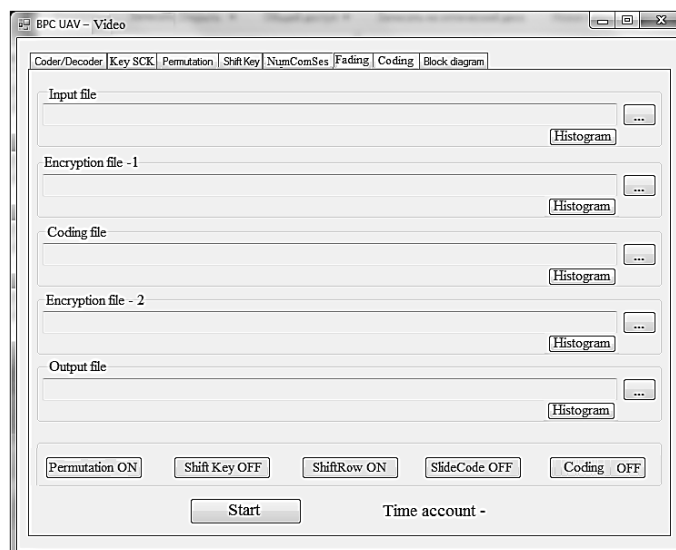 BPC UAV – Video
Coder/Decoder Key SCK Permutation Shift Key NumComSes Fading Coding Block diagram
Input file
...
Histogram
Encryption file -1
...
Histogram
Coding file
...
Histogram
Encryption file - 2
...
Histogram
Output file
...
Histogram
Permutation ON Shift Key OFF ShiftRow ON SlideCode OFF Coding OFF
Start Time account -